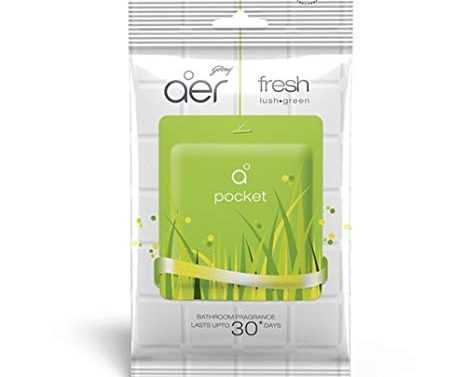 Godrej
aer
fresh
lush•green
a
pocket
BATHROOM FRAGRANCE
LASTS UPTO 30* DAYS